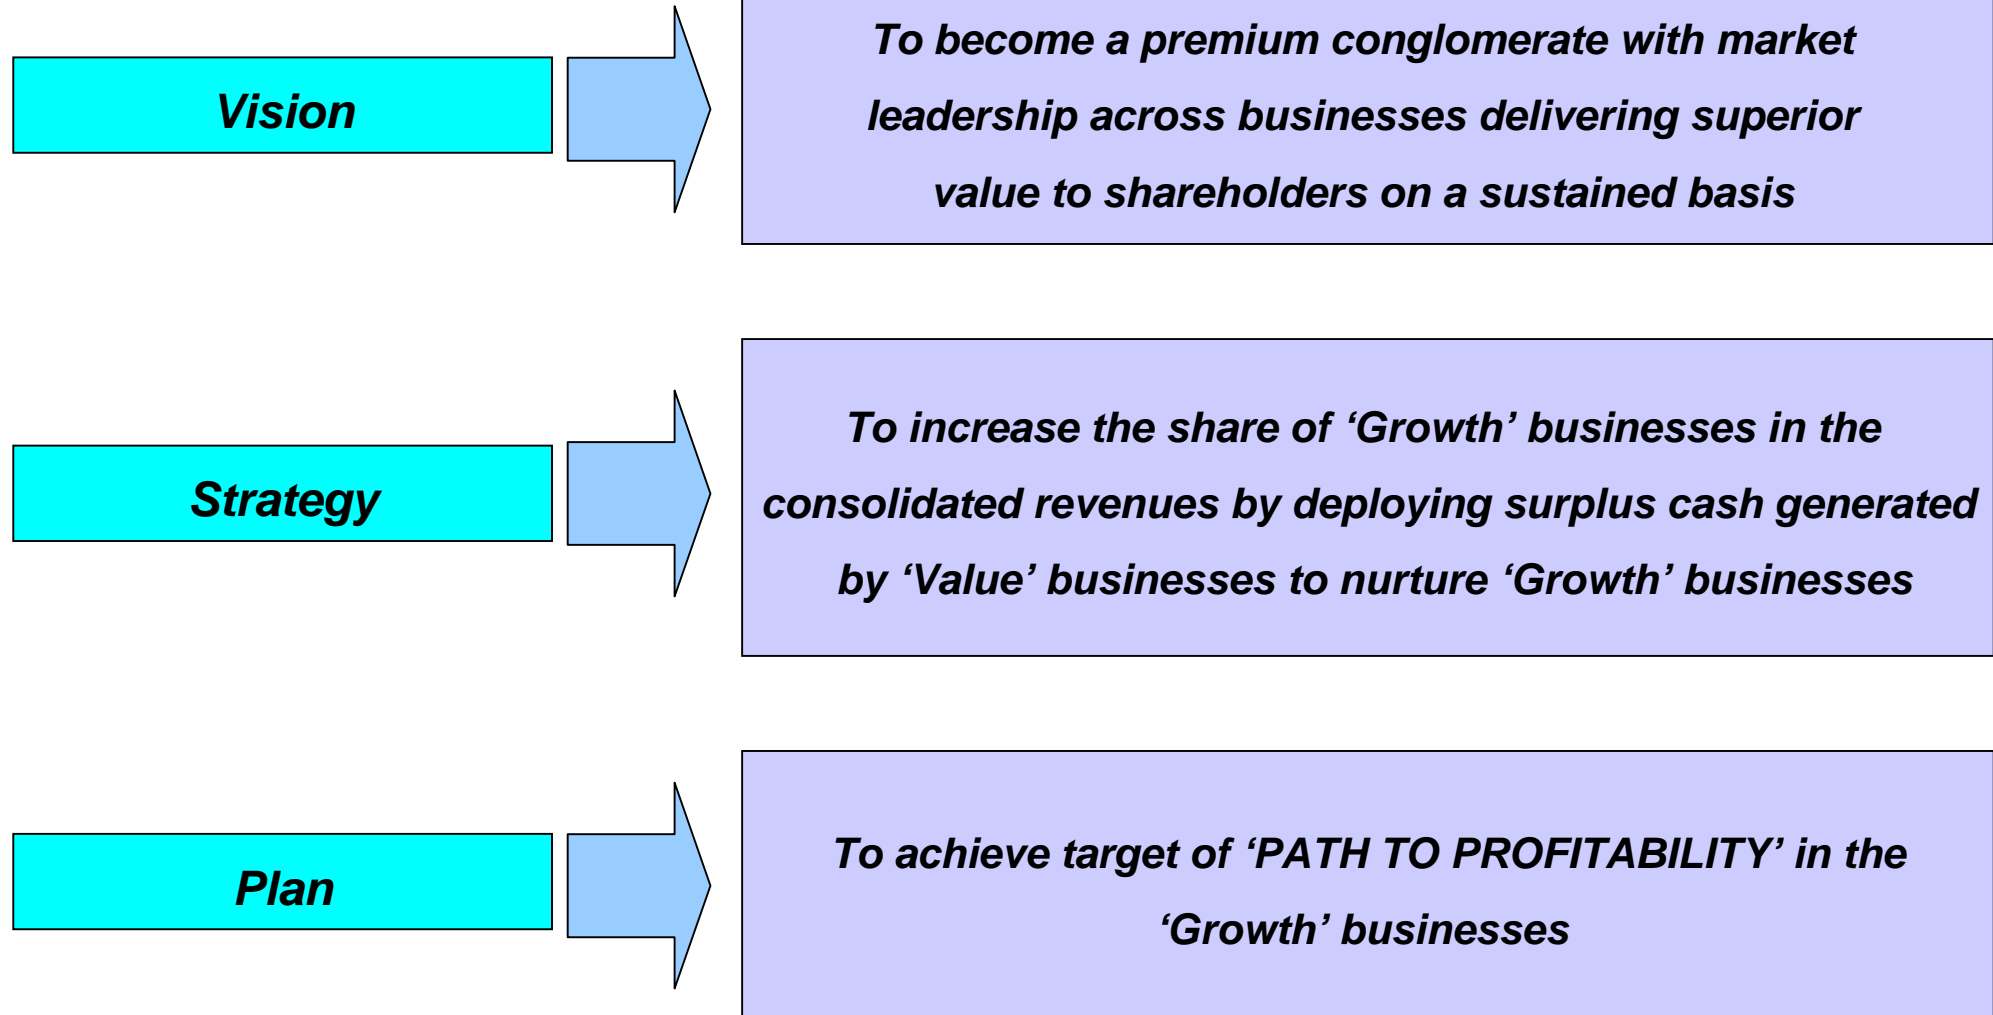 Vision
To become a premium conglomerate with market
leadership across businesses delivering superior
value to shareholders on a sustained basis
Strategy
To increase the share of ‘Growth’ businesses in the
consolidated revenues by deploying surplus cash generated
by ‘Value’ businesses to nurture ‘Growth’ businesses
Plan
To achieve target of ‘PATH TO PROFITABILITY’ in the
‘Growth’ businesses